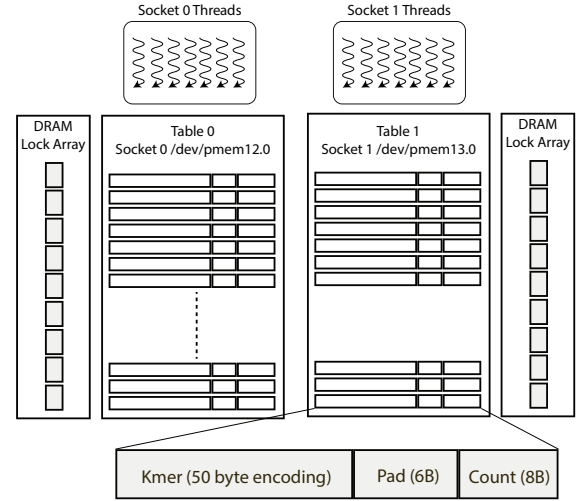 Socket 0 Threads
Socket 1 Threads
DRAM
Lock Array
Table 0
Socket 0 /dev/pmem12.0
Table 1
Socket 1 /dev/pmem13.0
DRAM
Lock Array
Kmer (50 byte encoding)
Pad (6B)
Count (8B)